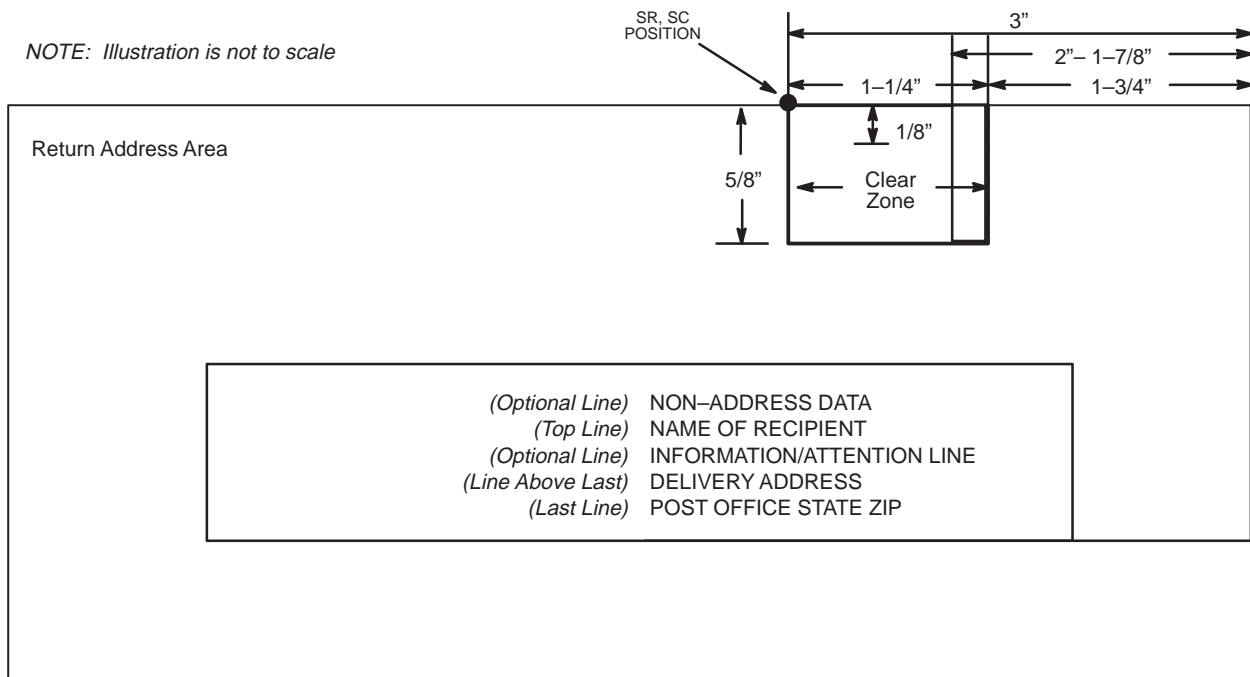 SR, SC
POSITION
3”
NOTE: Illustration is not to scale
2”– 1–7/8”
1–1/4”
1–3/4”
Return Address Area
1/8”
5/8”
Clear
Zone
(Optional Line) NON–ADDRESS DATA
(Top Line) NAME OF RECIPIENT
(Optional Line) INFORMATION/ATTENTION LINE
(Line Above Last) DELIVERY ADDRESS
(Last Line) POST OFFICE STATE ZIP